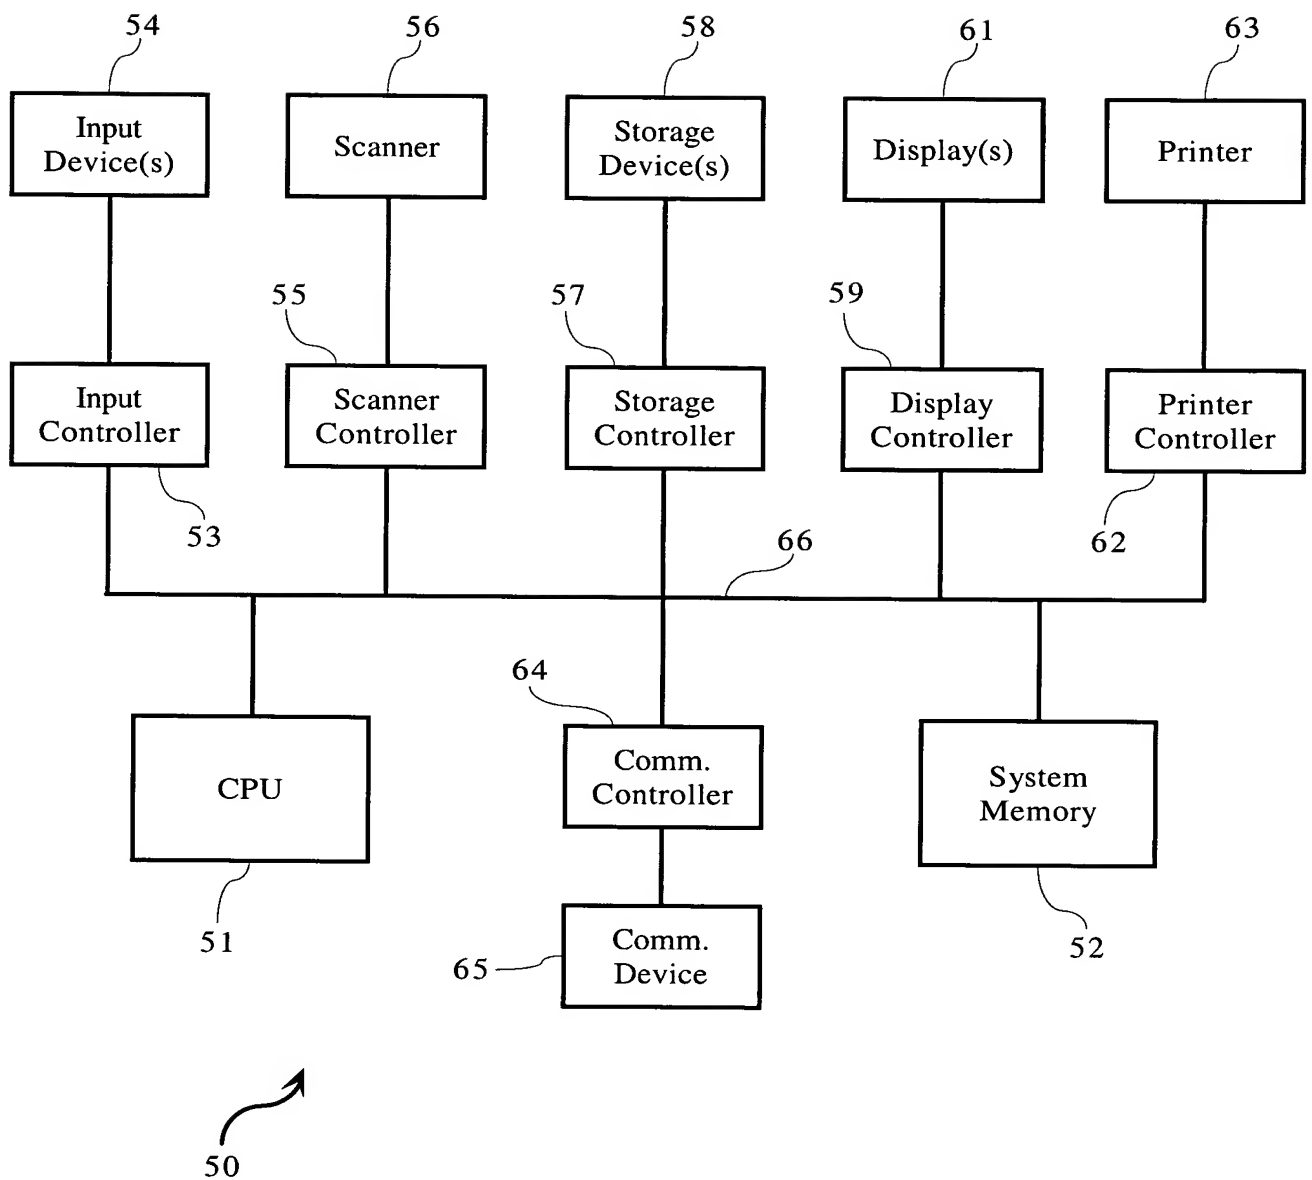 54
56
58
61
63
Input
Device(s)
Scanner
Storage
Device(s)
Display(s)
Printer
55
57
59
Input
Controller
Scanner
Controller
Storage
Controller
Display
Controller
Printer
Controller
53
66
62
64
CPU
Comm.
Controller
System
Memory
51
65
Comm.
Device
52
50